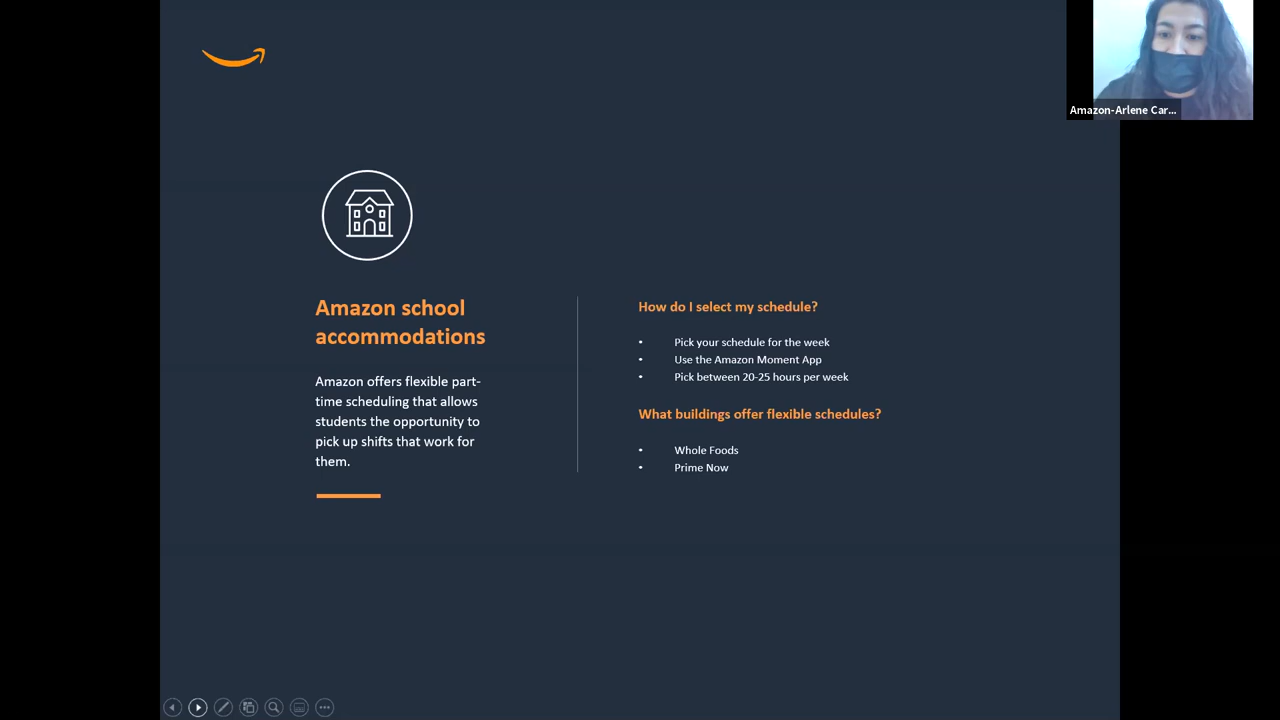 Amazon-Arlene Car...
Amazon school
accommodations
Amazon offers flexible part-
time scheduling that allows
students the opportunity to
pick up shifts that work for
them.
How do I select my schedule?
• Pick your schedule for the week
• Use the Amazon Moment App
• Pick between 20-25 hours per week
What buildings offer flexible schedules?
• Whole Foods
• Prime Now